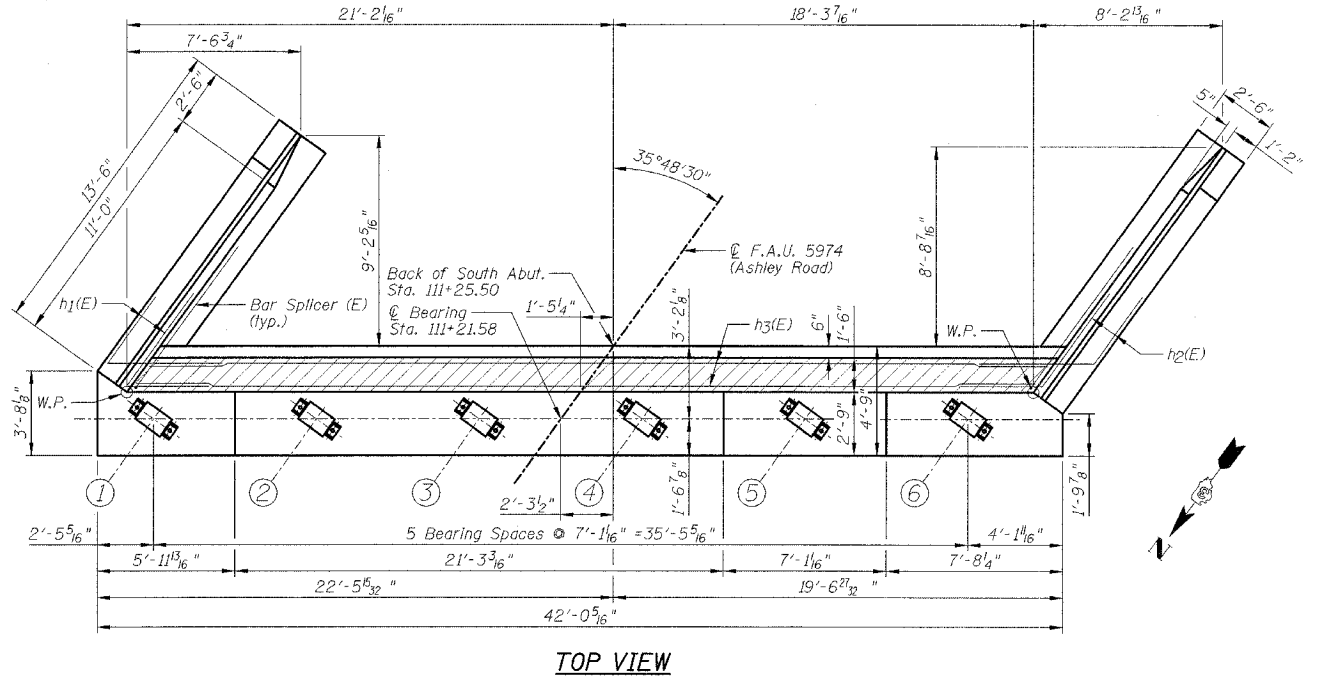 21'-2 1/16"
18'-3 7/16"
8'-2 13/16"
7'-6 3/4"
2'-6"
13'-6"
11'-0"
5"
2'-6"
1'-2"
35°48'30"
9'-2 5/16"
8'-8 7/16"
℄ F.A.U. 5974
(Ashley Road)
Back of South Abut.
Sta. 111+25.50
℄ Bearing
Sta. 111+21.58
1'-5 1/4"
3'-2 1/8"
h3(E)
6"
1'-6"
h1(E)
Bar Splicer (E)
(typ.)
W.P.
h2(E)
W.P.
3'-8 1/8"
2'-9"
4'-9"
1'-6 7/8"
1'-9 7/8"
1
2
3
4
5
6
2'-3 1/2"
2'-5 5/16"
5 Bearing Spaces @ 7'-1 1/16" =35'-5 5/16"
4'-1 11/16"
5'-11 13/16"
21'-3 3/16"
7'-1 1/16"
7'-8 1/4"
22'-5 15/32 "
19'-6 27/32 "
42'-0 5/16"
N
TOP VIEW